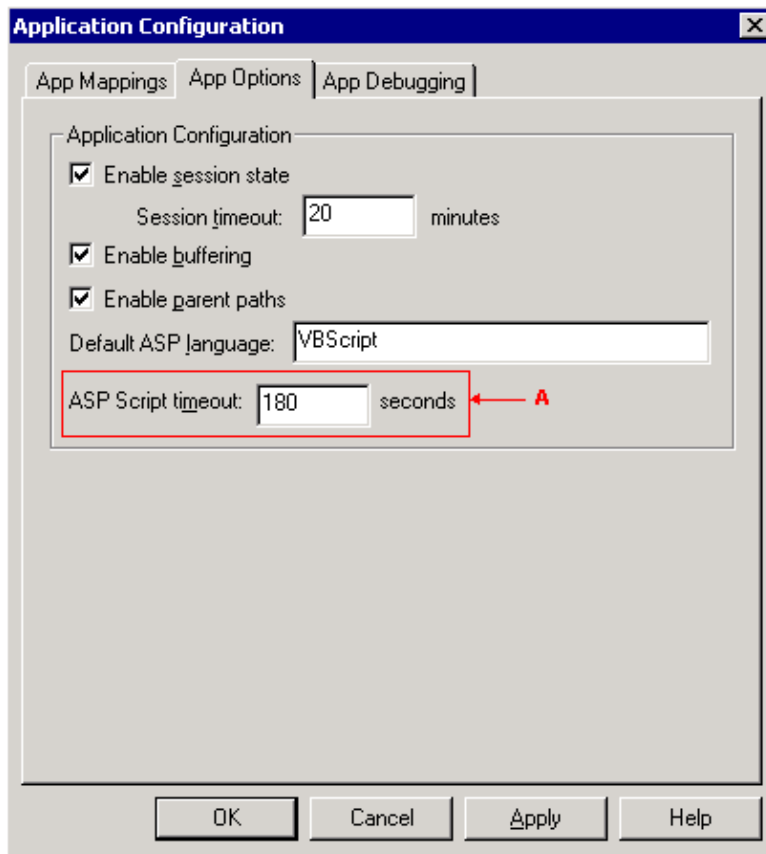 Application Configuration
App Mappings App Options App Debugging
Application Configuration
Enable session state
Session timeout: 20 minutes
Enable buffering
Enable parent paths
Default ASP language: VBScript
ASP Script timeout: 180 seconds A
OK Cancel Apply Help